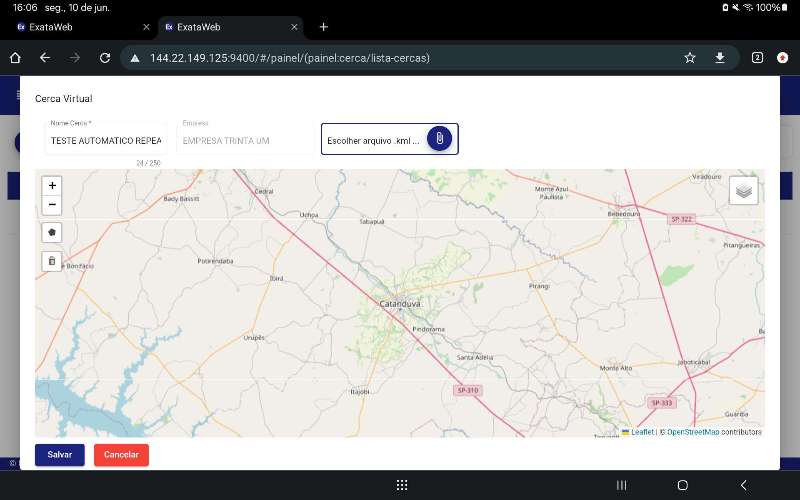 16:06 seg., 10 de jun. 100%
ExataWeb
ExataWeb
144.22.149.125:9400/#/painel/(painel:cerca/lista-cercas)
2
Cerca Virtual
Nome Cerca *
TESTE AUTOMATICO REPEA
24 / 250
Empresa
EMPRESA TRINTA UM
Escolher arquivo .kml ...
+
−
Viradouro
Cedral
Monte Azul
Paulista
Bady Bassitt
Uchoa
Tabapuã
Bebedouro
SP-322
Pitangueiras
Potirendaba
e Bonifácio
Ibirá
Pirangi
Catanduva
Pindorama
Urupês
Santa Adélia
Monte Alto
Jaboticabal
Itajobi
SP-310
SP-333
Guariba
Leaflet | © OpenStreetMap contributors
Salvar
Cancelar